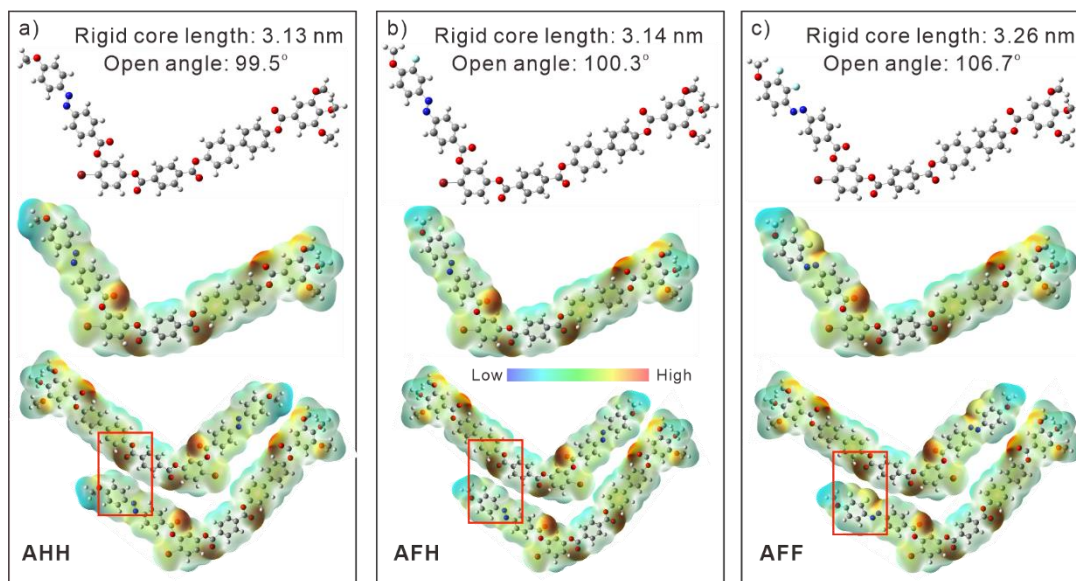 a)
Rigid core length: 3.13 nm
Open angle: 99.5°
b)
Rigid core length: 3.14 nm
Open angle: 100.3°
c)
Rigid core length: 3.26 nm
Open angle: 106.7°
Low High
AHH
AFH
AFF